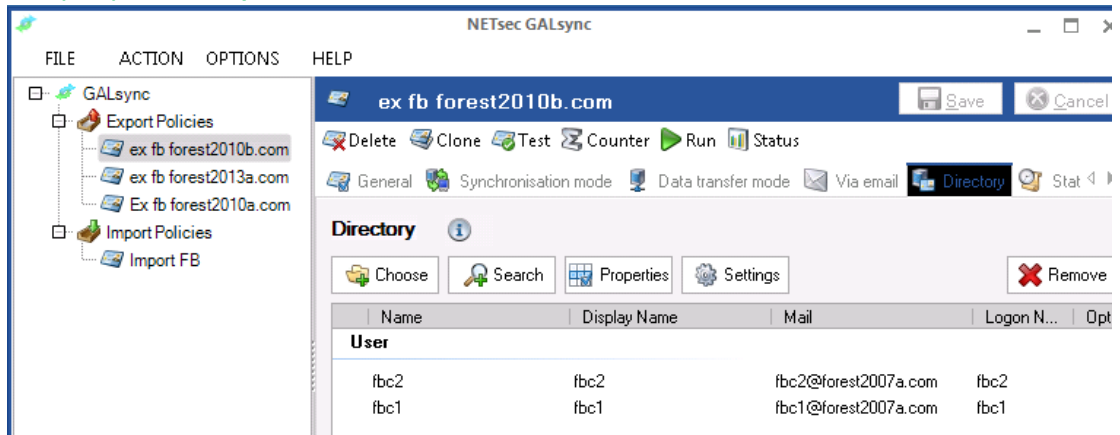 NETsec GALsync
FILE ACTION OPTIONS HELP
GALsync
Export Policies
ex fb forest2010b.com
ex fb forest2013a.com
Ex fb forest2010a.com
Import Policies
Import FB
ex fb forest2010b.com Save Cancel
Delete Clone Test Counter Run Status
General Synchronisation mode Data transfer mode Via email Directory Stat
Directory
Choose Search Properties Settings Remove
Name Display Name Mail Logon N... Opt
User
fbc2 fbc2 fbc2@forest2007a.com fbc2
fbc1 fbc1 fbc1@forest2007a.com fbc1